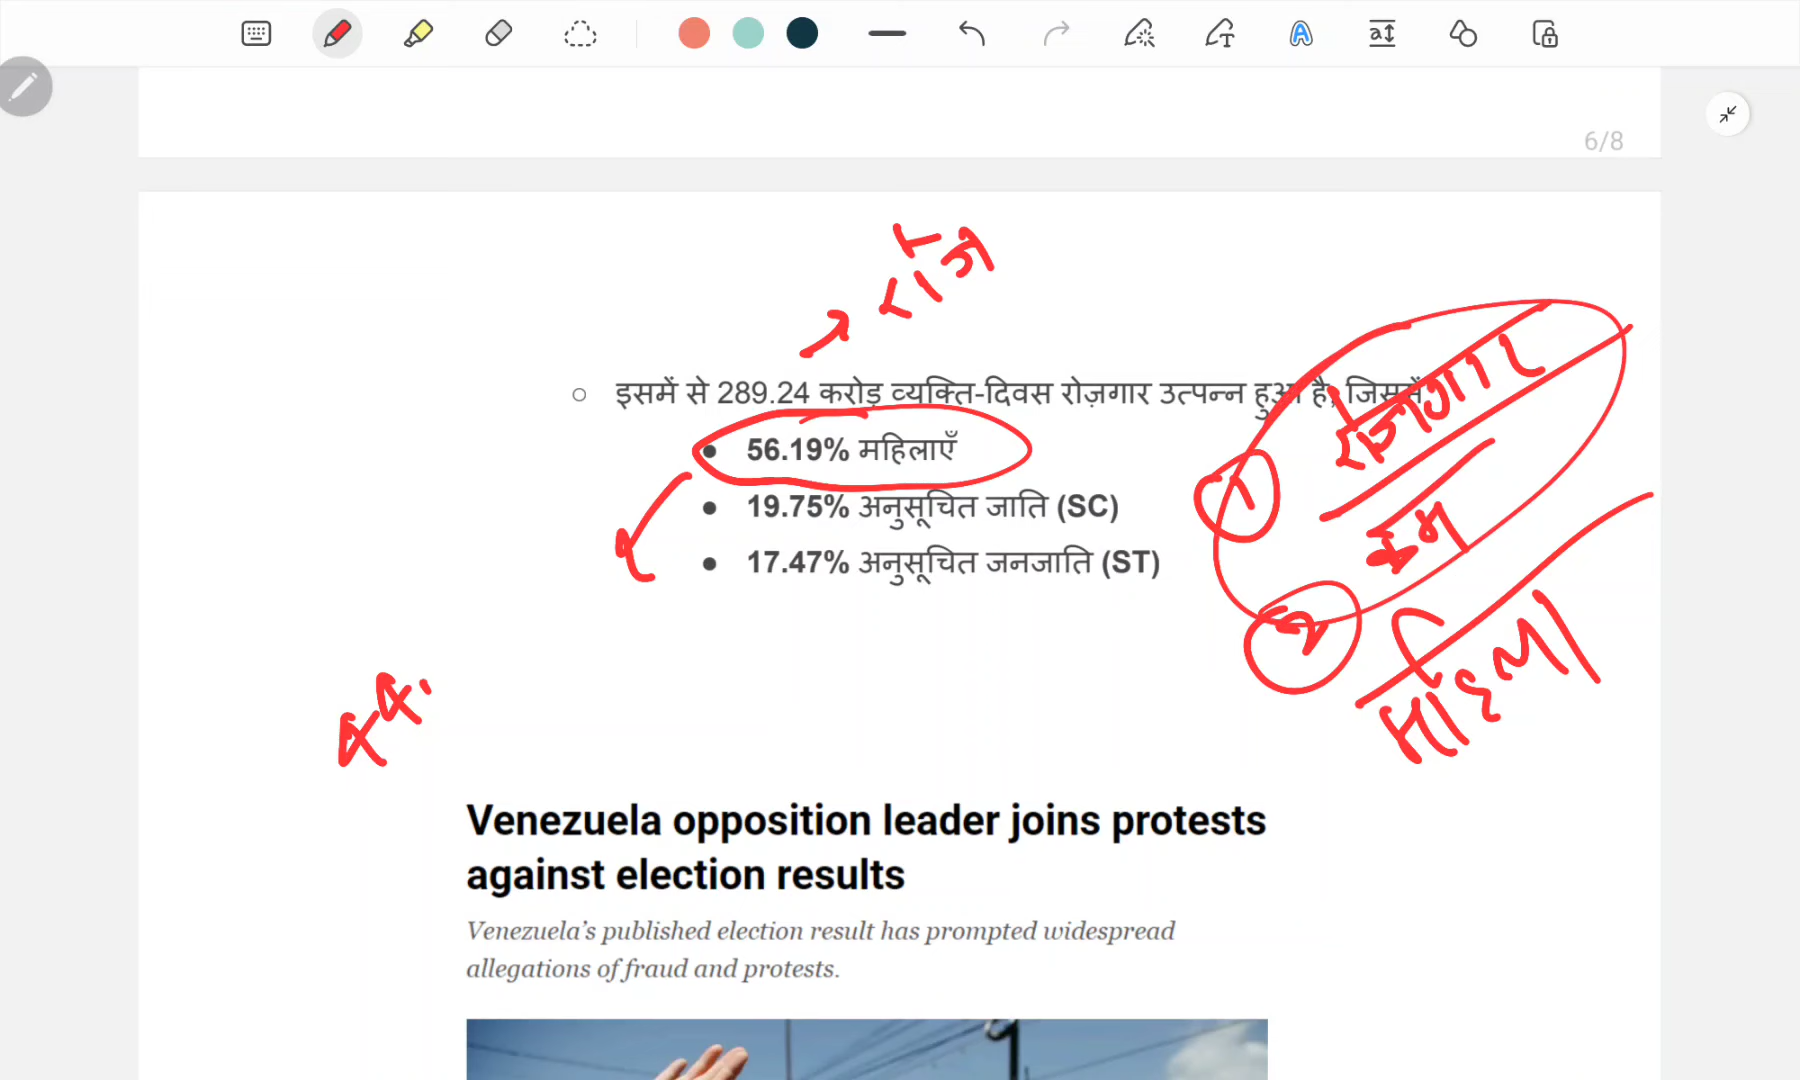 6/8
इसमें से 289.24 करोड़ व्यक्ति-दिवस रोज़गार उत्पन्न हुआ है, जिसमें
56.19% महिलाएँ
19.75% अनुसूचित जाति (SC)
17.47% अनुसूचित जनजाति (ST)
1
रोजगार
कम
2
44.
Venezuela opposition leader joins protests
against election results
Venezuela’s published election result has prompted widespread
allegations of fraud and protests.